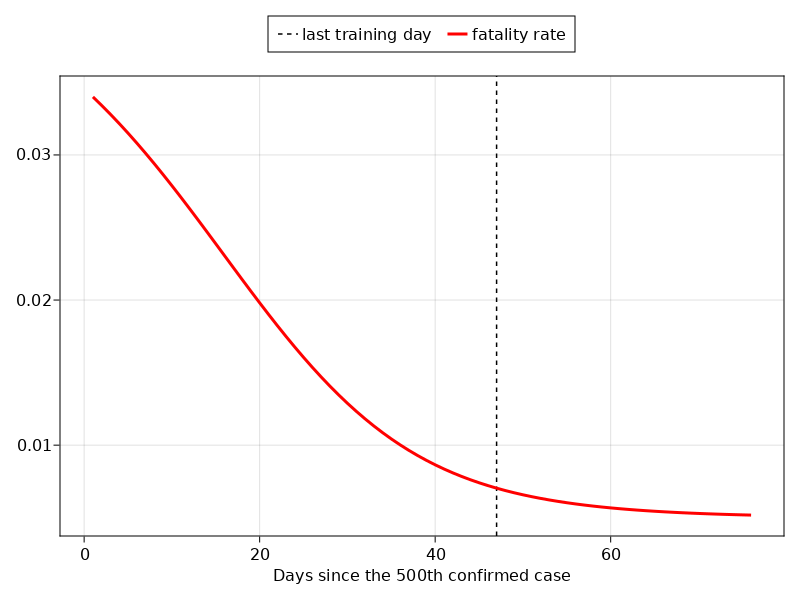 last training day fatality rate
0.03
0.02
0.01
0 20 40 60
Days since the 500th confirmed case